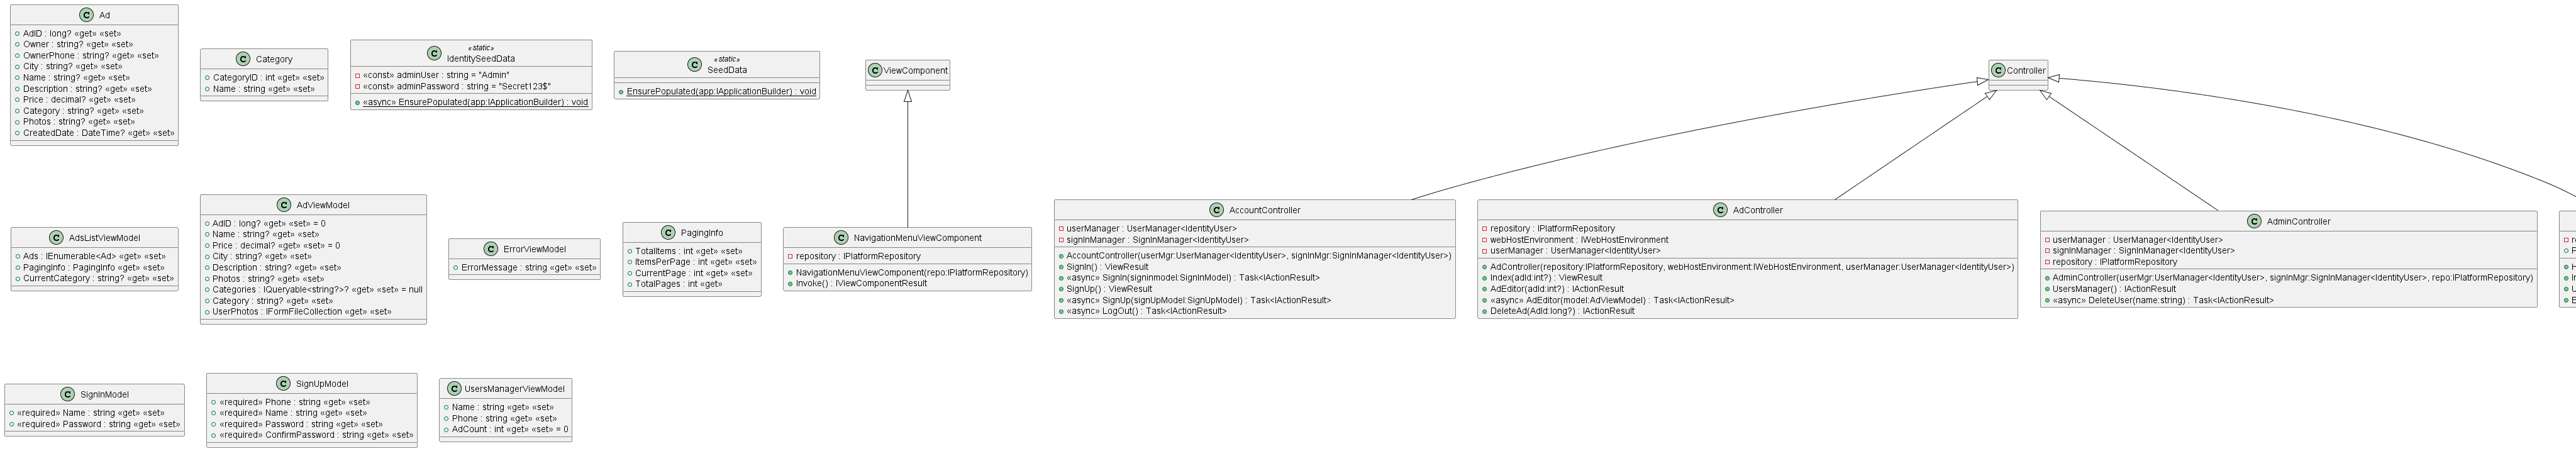 Ad
AdID : long? «get» «set»
Owner : string? «get» «set»
OwnerPhone : string? «get» «set»
City : string? «get» «set»
Name : string? «get» «set»
Description : string? «get» «set»
Price : decimal? «get» «set»
Category : string? «get» «set»
Photos : string? «get» «set»
CreatedDate : DateTime? «get» «set»
Category
CategoryID : int «get» «set»
Name : string «get» «set»
«static»
IdentitySeedData
«const» adminUser : string = "Admin"
«const» adminPassword : string = "Secret123$"
«async» EnsurePopulated(app:IApplicationBuilder) : void
«static»
SeedData
EnsurePopulated(app:IApplicationBuilder) : void
ViewComponent
Controller
AdsListViewModel
Ads : IEnumerable<Ad> «get» «set»
PagingInfo : PagingInfo «get» «set»
CurrentCategory : string? «get» «set»
AdViewModel
AdID : long? «get» «set» = 0
Name : string? «get» «set»
Price : decimal? «get» «set» = 0
City : string? «get» «set»
Description : string? «get» «set»
Photos : string? «get» «set»
Categories : IQueryable<string?>? «get» «set» = null
Category : string? «get» «set»
UserPhotos : IFormFileCollection «get» «set»
ErrorViewModel
ErrorMessage : string «get» «set»
PagingInfo
TotalItems : int «get» «set»
ItemsPerPage : int «get» «set»
CurrentPage : int «get» «set»
TotalPages : int «get»
NavigationMenuViewComponent
repository : IPlatformRepository
NavigationMenuViewComponent(repo:IPlatformRepository)
Invoke() : IViewComponentResult
AccountController
userManager : UserManager<IdentityUser>
signInManager : SignInManager<IdentityUser>
AccountController(userMgr:UserManager<IdentityUser>, signInMgr:SignInManager<IdentityUser>)
SignIn() : ViewResult
«async» SignIn(signinmodel:SignInModel) : Task<IActionResult>
SignUp() : ViewResult
«async» SignUp(signUpModel:SignUpModel) : Task<IActionResult>
«async» LogOut() : Task<IActionResult>
AdController
repository : IPlatformRepository
webHostEnvironment : IWebHostEnvironment
userManager : UserManager<IdentityUser>
AdController(repository:IPlatformRepository, webHostEnvironment:IWebHostEnvironment, userManager:UserManager<IdentityUser>)
Index(adId:int?) : ViewResult
AdEditor(adId:int?) : IActionResult
«async» AdEditor(model:AdViewModel) : Task<IActionResult>
DeleteAd(AdId:long?) : IActionResult
AdminController
userManager : UserManager<IdentityUser>
signInManager : SignInManager<IdentityUser>
repository : IPlatformRepository
AdminController(userMgr:UserManager<IdentityUser>, signInMgr:SignInManager<IdentityUser>, repo:IPlatformRepository)
UsersManager() : IActionResult
«async» DeleteUser(name:string) : Task<IActionResult>
SignInModel
«required» Name : string «get» «set»
«required» Password : string «get» «set»
SignUpModel
«required» Phone : string «get» «set»
«required» Name : string «get» «set»
«required» Password : string «get» «set»
«required» ConfirmPassword : string «get» «set»
UsersManagerViewModel
Name : string «get» «set»
Phone : string «get» «set»
AdCount : int «get» «set» = 0